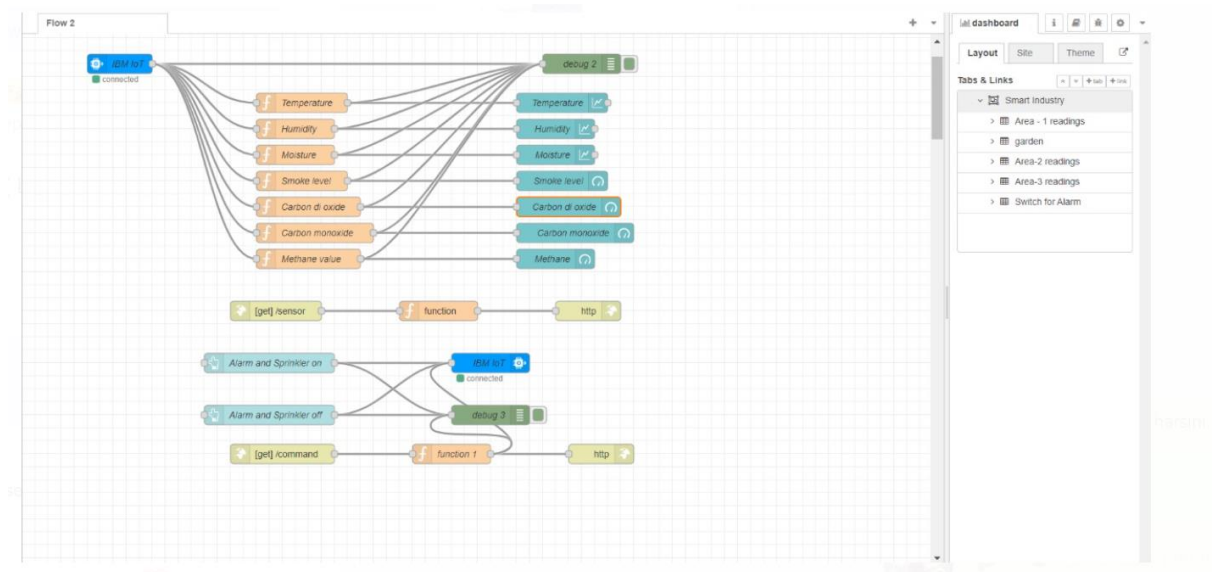 Flow 2
dashboard
i
Layout
Site
Theme
Tabs & Links
+ tab
+ link
Smart Industry
Area - 1 readings
garden
Area-2 readings
Area-3 readings
Switch for Alarm
IBM IoT
connected
debug 2
Temperature
Temperature
Humidity
Humidity
Moisture
Moisture
Smoke level
Smoke level
Carbon di oxide
Carbon di oxide
Carbon monoxide
Carbon monoxide
Methane value
Methane
[get] /sensor
function
http
Alarm and Sprinkler on
IBM IoT
connected
Alarm and Sprinkler off
debug 3
[get] /command
function 1
http